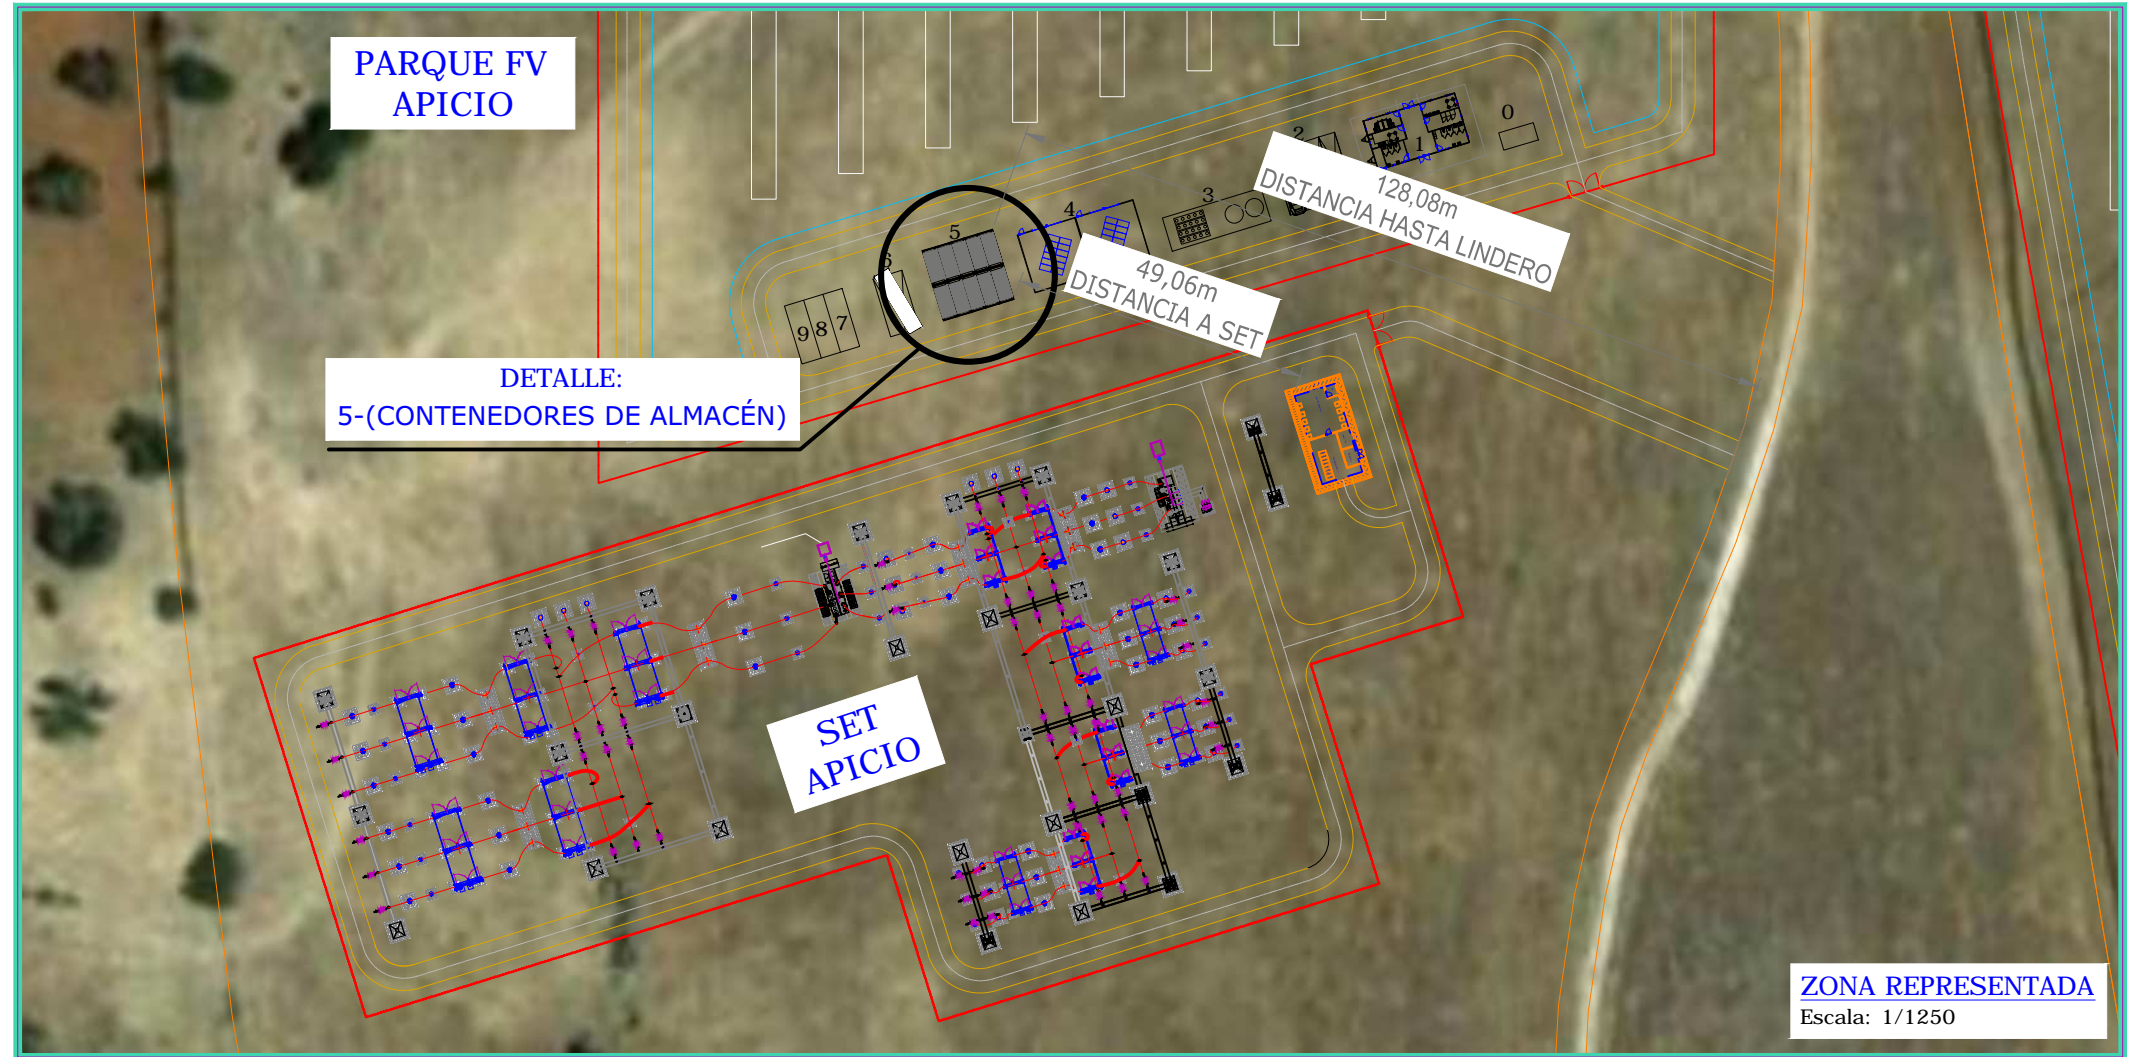 PARQUE FV
APICIO
0
1
2
128,08m
DISTANCIA HASTA LINDERO
3
4
49,06m
DISTANCIA A SET
5
6
7
8
9
DETALLE:
5-(CONTENEDORES DE ALMACÉN)
SET
APICIO
ZONA REPRESENTADA
Escala: 1/1250